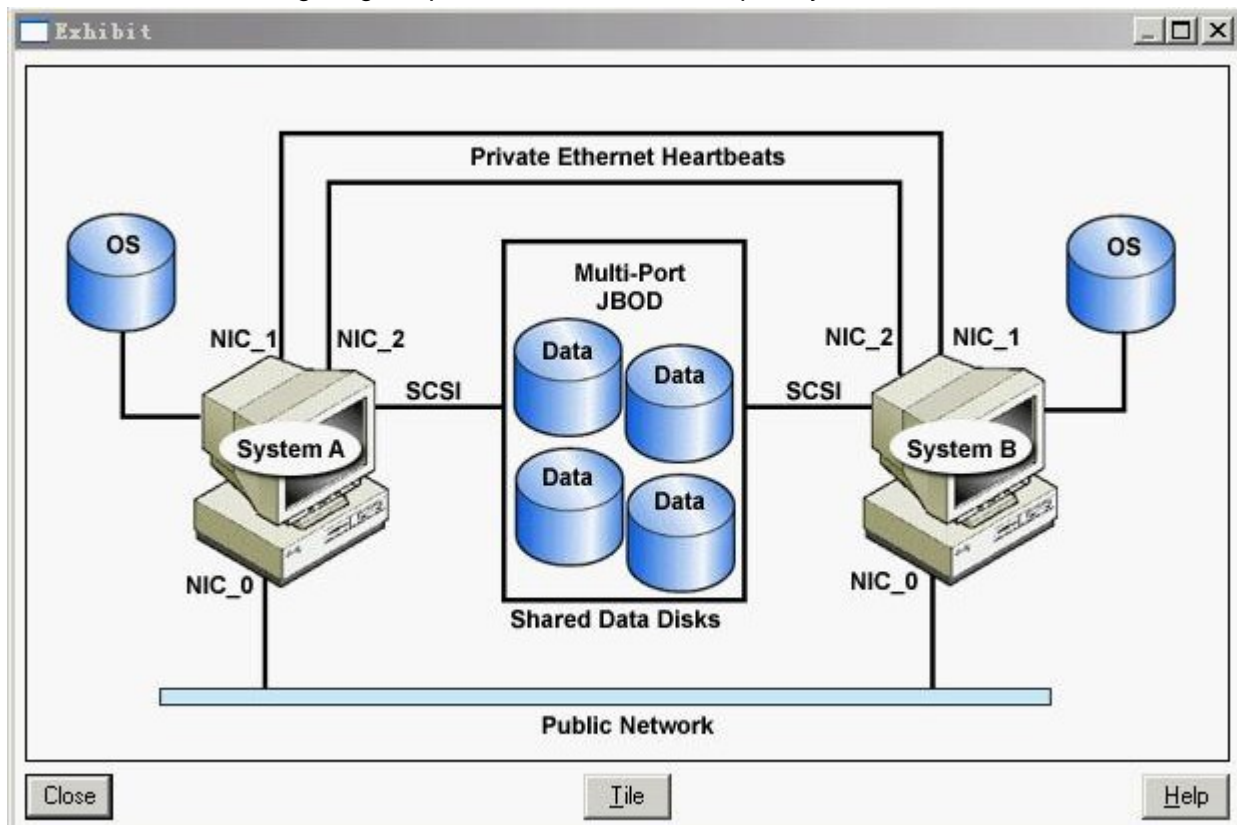 Exhibit
Private Ethernet Heartbeats
OS
OS
Multi-Port
JBOD
NIC_1
NIC_2
NIC_2
NIC_1
Data
Data
SCSI
SCSI
System A
System B
Data
Data
NIC_0
NIC_0
Shared Data Disks
Public Network
Close
Tile
Help